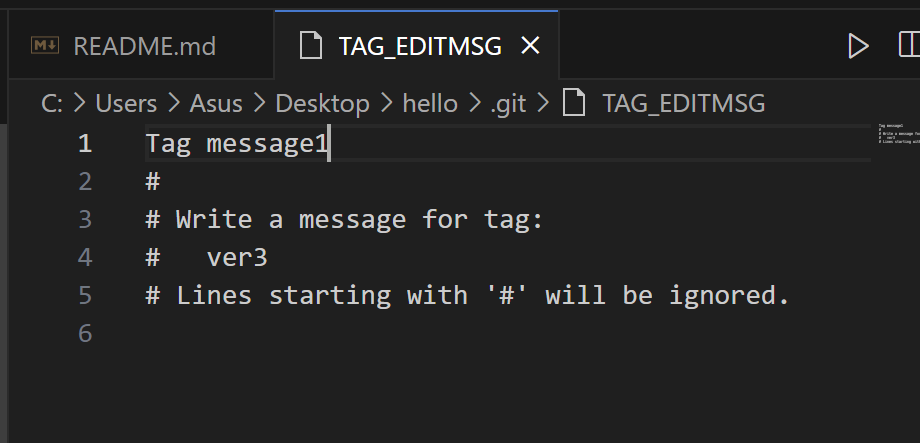 README.md
TAG_EDITMSG
C: > Users > Asus > Desktop > hello > .git > TAG_EDITMSG
1 Tag message1
2 #
3 # Write a message for tag:
4 #   ver3
5 # Lines starting with '#' will be ignored.
6